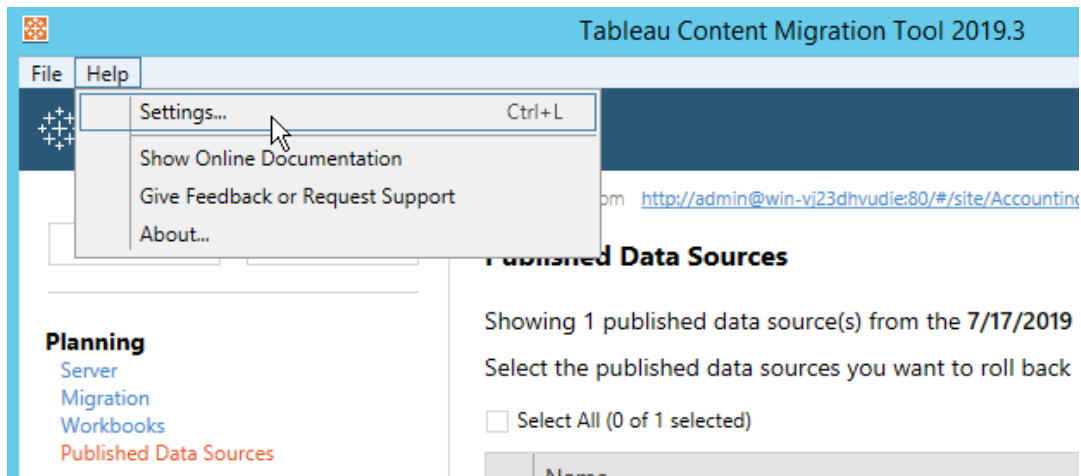 Tableau Content Migration Tool 2019.3
File Help
Settings... Ctrl+L
Show Online Documentation
Give Feedback or Request Support
About...
http://admin@win-vj23dhvudie:80/#/site/Accounting
Published Data Sources
Showing 1 published data source(s) from the 7/17/2019
Select the published data sources you want to roll back
Select All (0 of 1 selected)
Name
Planning
Server
Migration
Workbooks
Published Data Sources